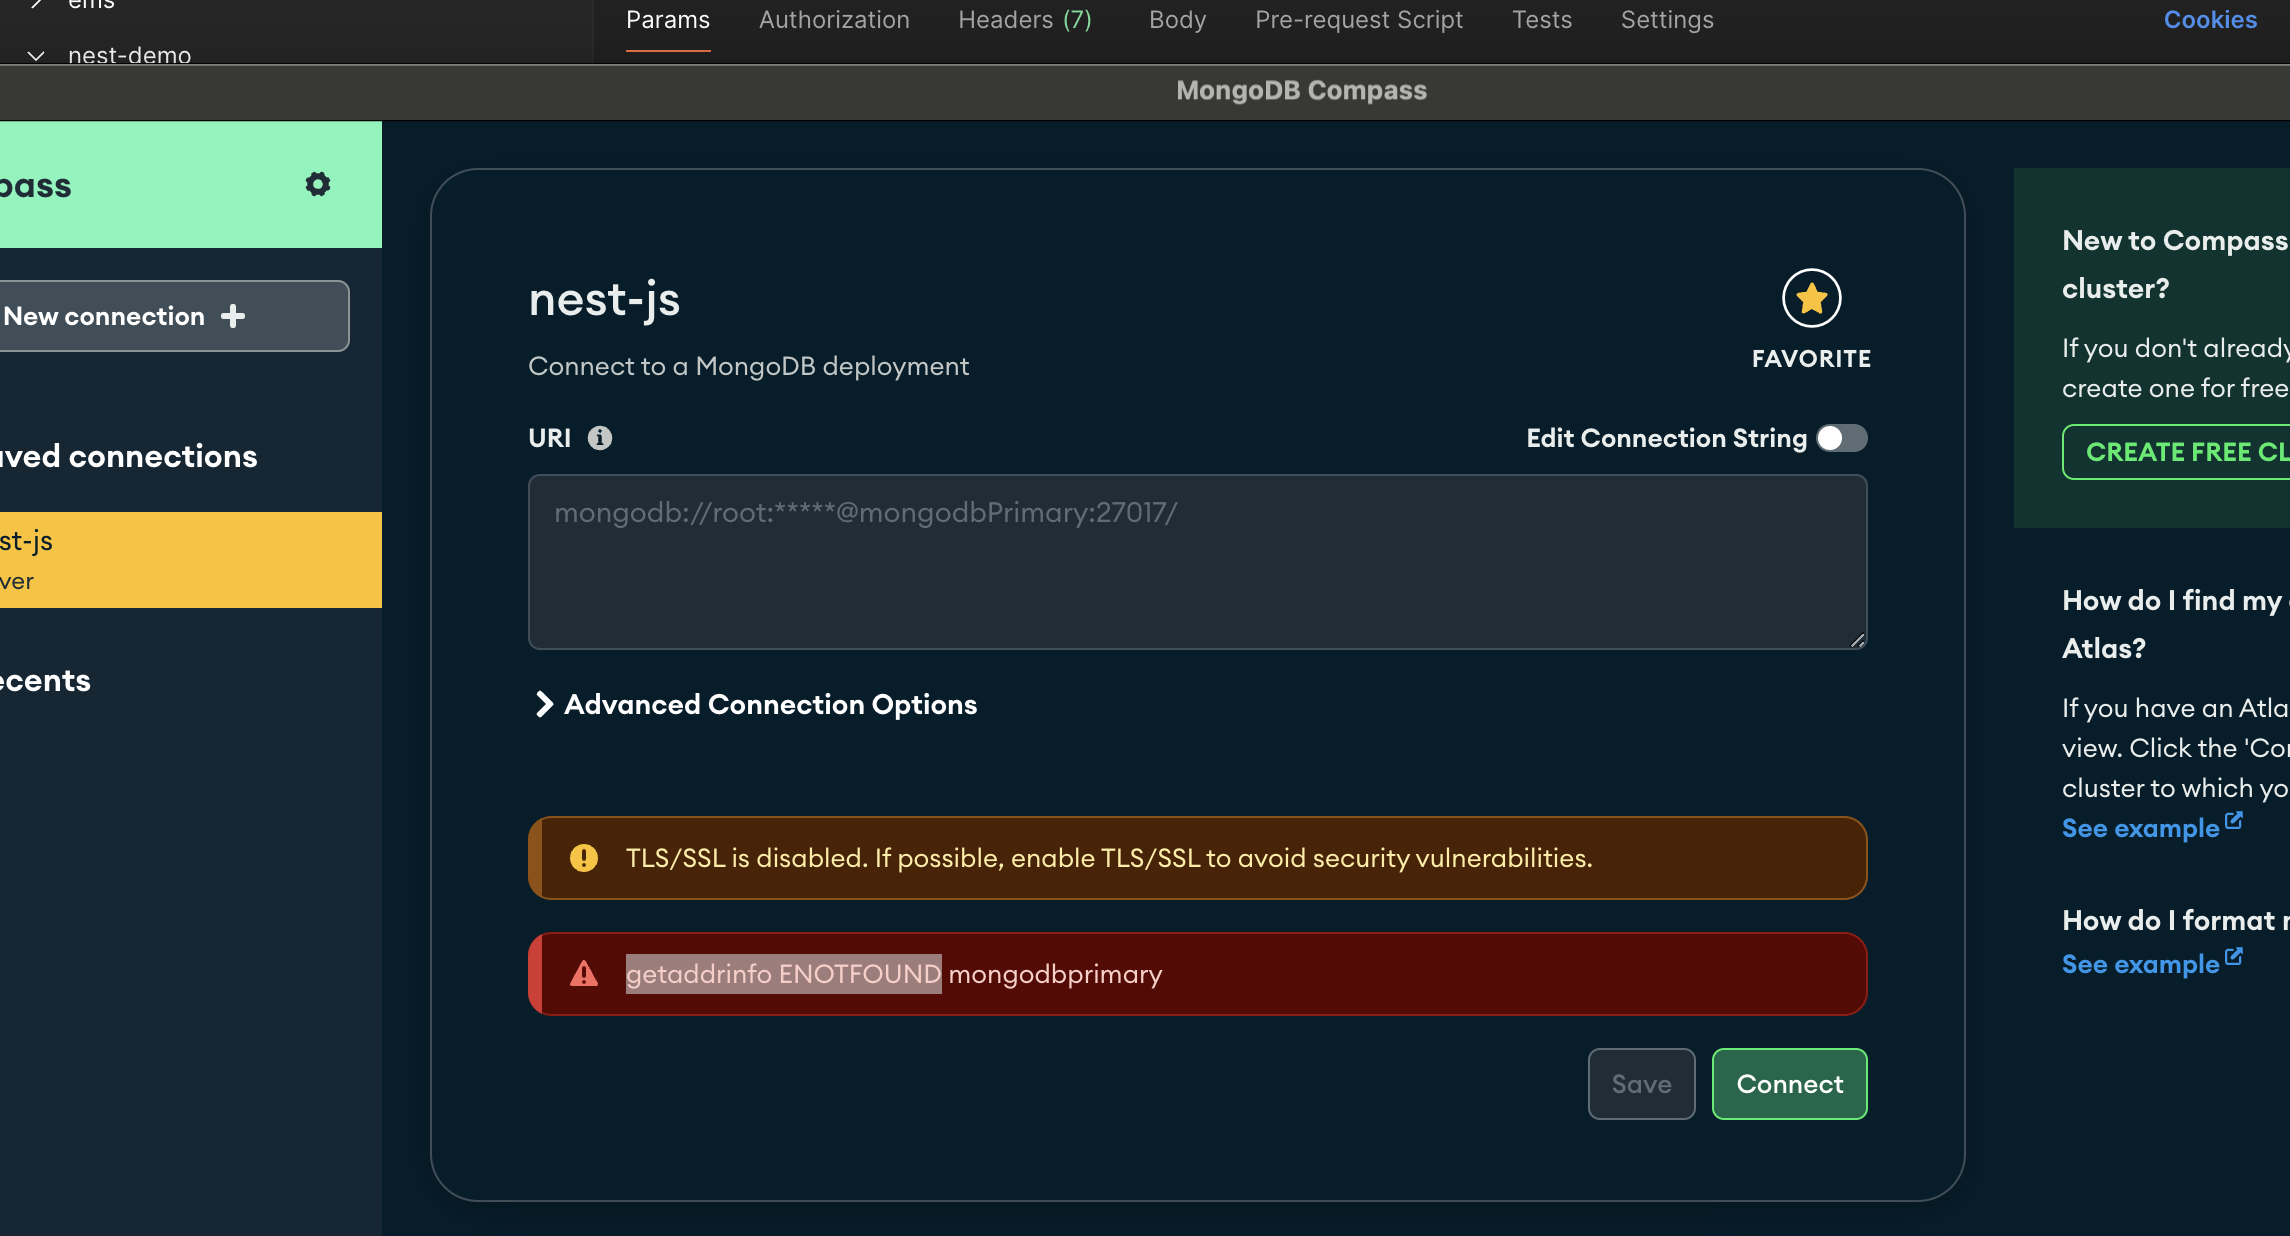 ems
nest-demo
Params Authorization Headers (7) Body Pre-request Script Tests Settings Cookies
MongoDB Compass
pass
New connection +
aved connections
st-js
ver
ecents
nest-js
Connect to a MongoDB deployment
FAVORITE
URI
Edit Connection String
mongodb://root:*****@mongodbPrimary:27017/
Advanced Connection Options
TLS/SSL is disabled. If possible, enable TLS/SSL to avoid security vulnerabilities.
getaddrinfo ENOTFOUND mongodbprimary
Save Connect
New to Compass
cluster?
If you don't already
create one for free
CREATE FREE CL
How do I find my
Atlas?
If you have an Atla
view. Click the 'Co
cluster to which yo
See example
How do I format
See example